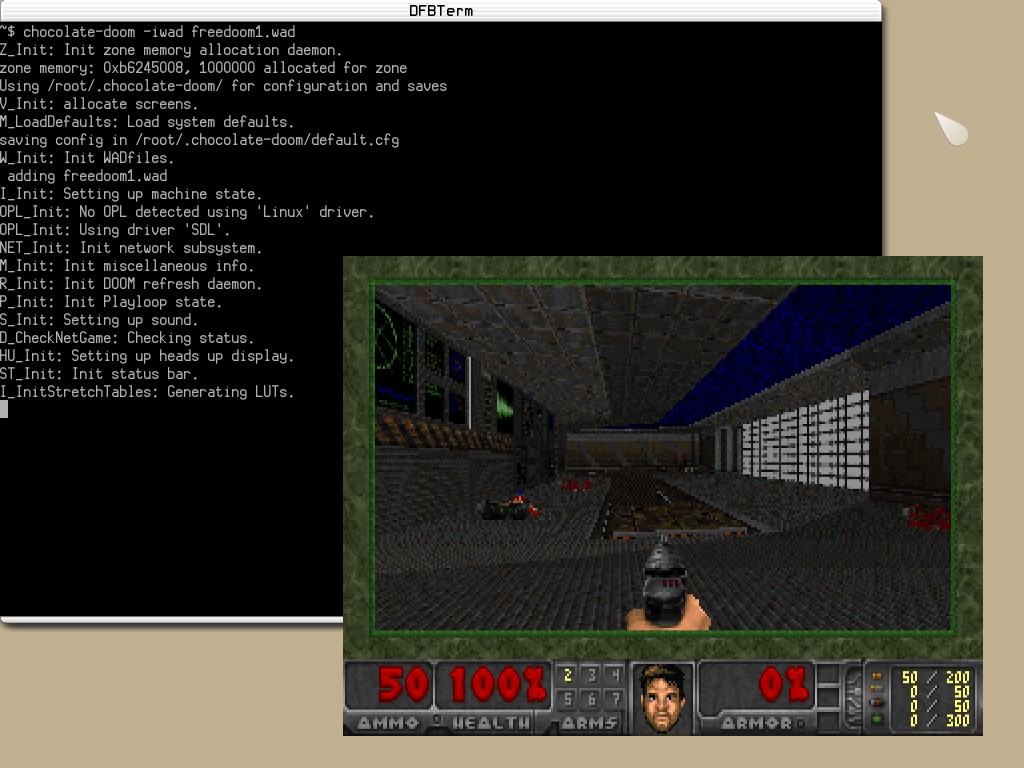 DFBTerm
~$ chocolate-doom -iwad freedoom1.wad
Z_Init: Init zone memory allocation daemon.
zone memory: 0xb6245008, 1000000 allocated for zone
Using /root/.chocolate-doom/ for configuration and saves
V_Init: allocate screens.
M_LoadDefaults: Load system defaults.
saving config in /root/.chocolate-doom/default.cfg
W_Init: Init WADfiles.
adding freedoom1.wad
I_Init: Setting up machine state.
OPL_Init: No OPL detected using 'Linux' driver.
OPL_Init: Using driver 'SDL'.
NET_Init: Init network subsystem.
M_Init: Init miscellaneous info.
R_Init: Init DOOM refresh daemon.
P_Init: Init Playloop state.
S_Init: Setting up sound.
D_CheckNetGame: Checking status.
HU_Init: Setting up heads up display.
ST_Init: Init status bar.
I_InitStretchTables: Generating LUTs.
50 100% 2 3 4 0% 50 / 200
0 / 50
5 6 7 0 / 50
AMMO HEALTH ARMS ARMOR 0 / 300